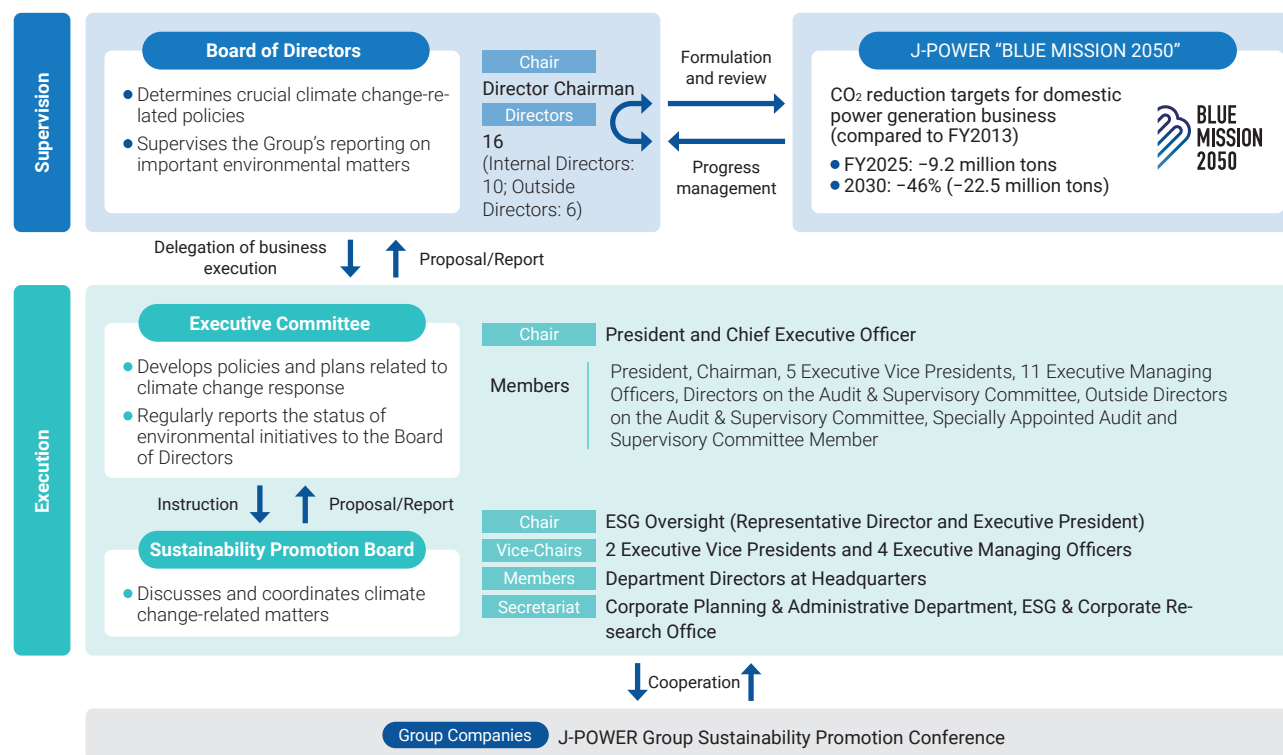 Supervision
Board of Directors
Determines crucial climate change-re-
lated policies
Supervises the Group's reporting on
important environmental matters
Chair
Director Chairman
Directors
16
(Internal Directors:
10; Outside
Directors: 6)
Formulation
and review
Progress
management
J-POWER “BLUE MISSION 2050”
CO₂ reduction targets for domestic
power generation business
(compared to FY2013)
FY2025: −9.2 million tons
2030: −46% (−22.5 million tons)
BLUE
MISSION
2050
Delegation of business
execution
Proposal/Report
Execution
Executive Committee
Develops policies and plans related to
climate change response
Regularly reports the status of
environmental initiatives to the Board
of Directors
Chair
President and Chief Executive Officer
Members
President, Chairman, 5 Executive Vice Presidents, 11 Executive Managing
Officers, Directors on the Audit & Supervisory Committee, Outside Directors
on the Audit & Supervisory Committee, Specially Appointed Audit and
Supervisory Committee Member
Instruction
Proposal/Report
Sustainability Promotion Board
Discusses and coordinates climate
change-related matters
Chair
ESG Oversight (Representative Director and Executive President)
Vice-Chairs
2 Executive Vice Presidents and 4 Executive Managing Officers
Members
Department Directors at Headquarters
Secretariat
Corporate Planning & Administrative Department, ESG & Corporate Re-
search Office
Cooperation
Group Companies
J-POWER Group Sustainability Promotion Conference